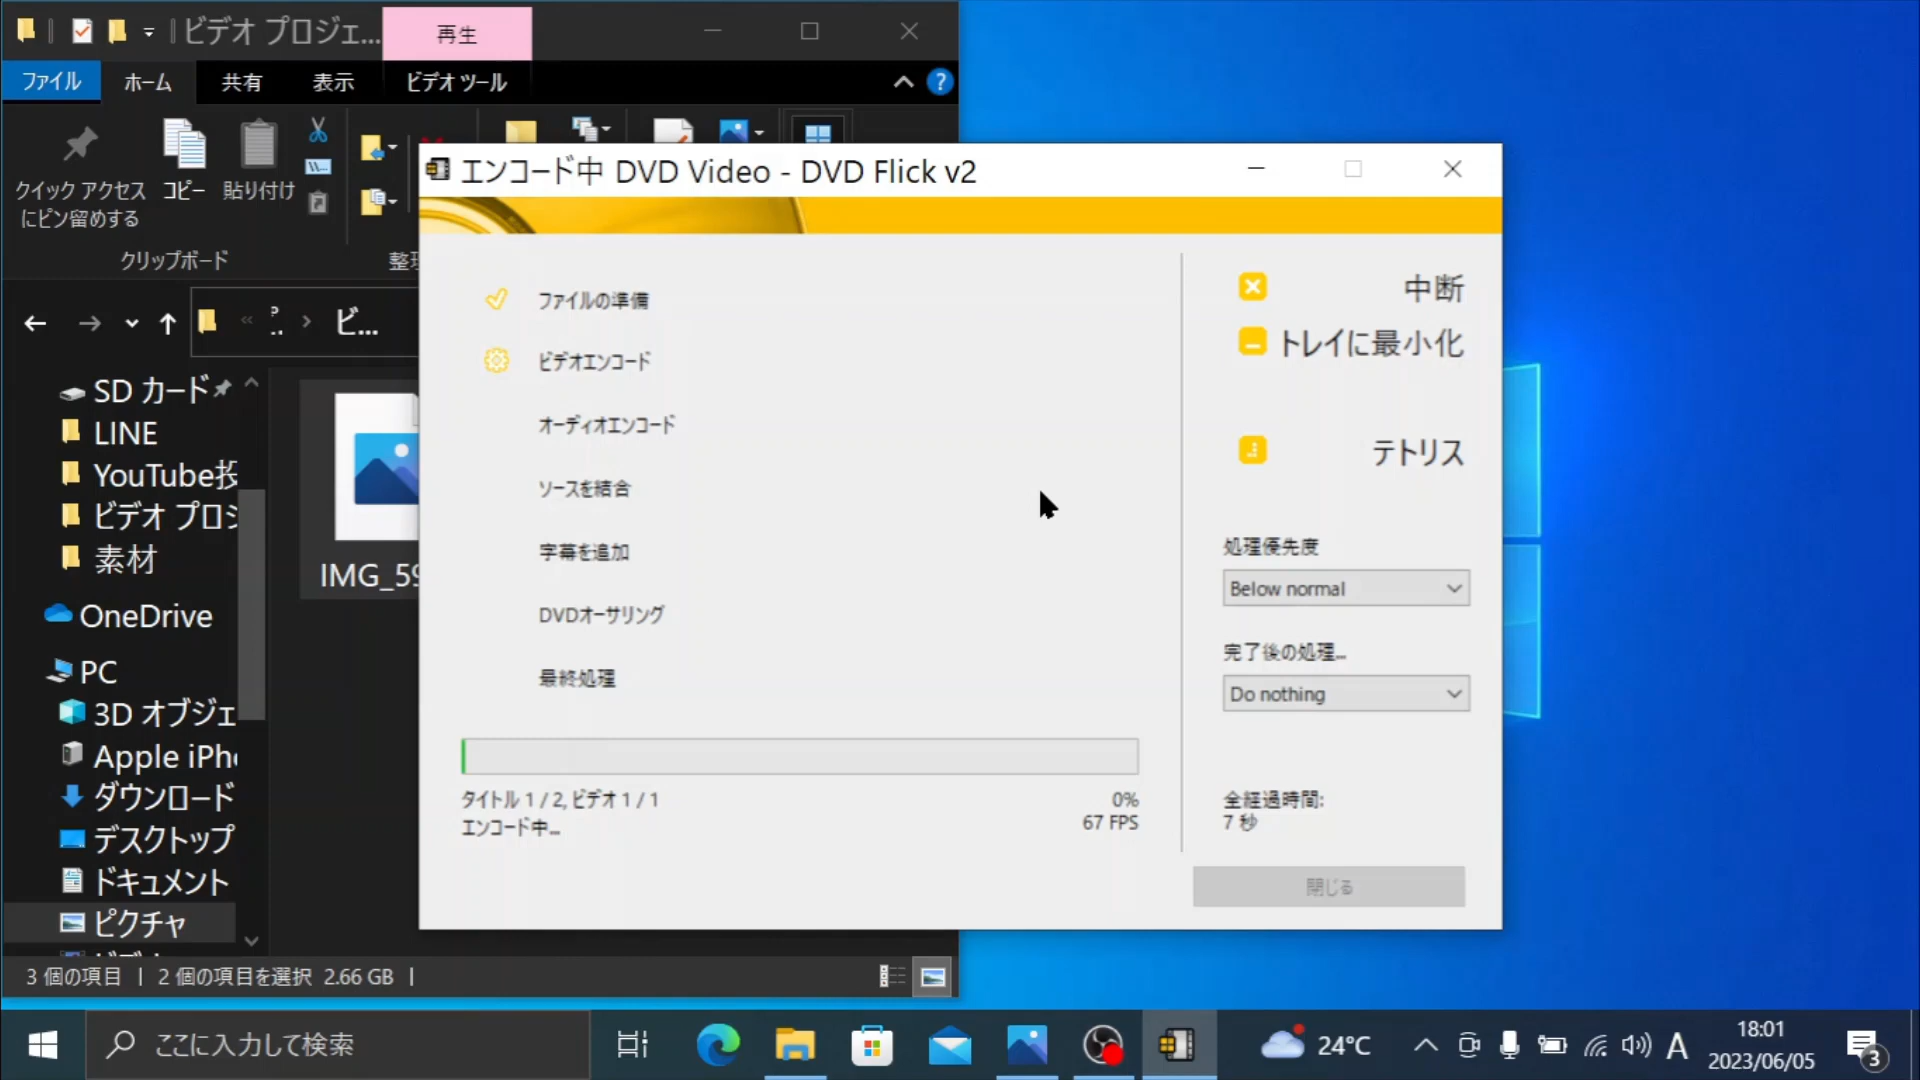 ビデオ プロジェ...
再生
ファイル
ホーム
共有
表示
ビデオ ツール
クイック アクセス
にピン留めする
コピー
貼り付け
クリップボード
エンコード中 DVD Video - DVD Flick v2
ファイルの準備
ビデオエンコード
オーディオエンコード
ソースを結合
字幕を追加
DVDオーサリング
最終処理
タイトル 1 / 2, ビデオ 1 / 1
0%
エンコード中...
67 FPS
中断
トレイに最小化
テトリス
処理優先度
Below normal
完了後の処理...
Do nothing
全経過時間:
7 秒
閉じる
ビ...
SD カード
LINE
YouTube投
ビデオ プロジ
素材
OneDrive
PC
3D オブジェ
Apple iPh
ダウンロード
デスクトップ
ドキュメント
ピクチャ
IMG_59
3 個の項目 | 2 個の項目を選択 2.66 GB |
ここに入力して検索
24°C
A
18:01
2023/06/05
3